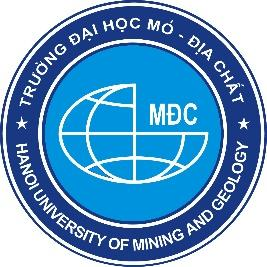 TRƯỜNG ĐẠI HỌC MỎ - ĐỊA CHẤT
MĐC
HANOI UNIVERSITY OF MINING AND GEOLOGY